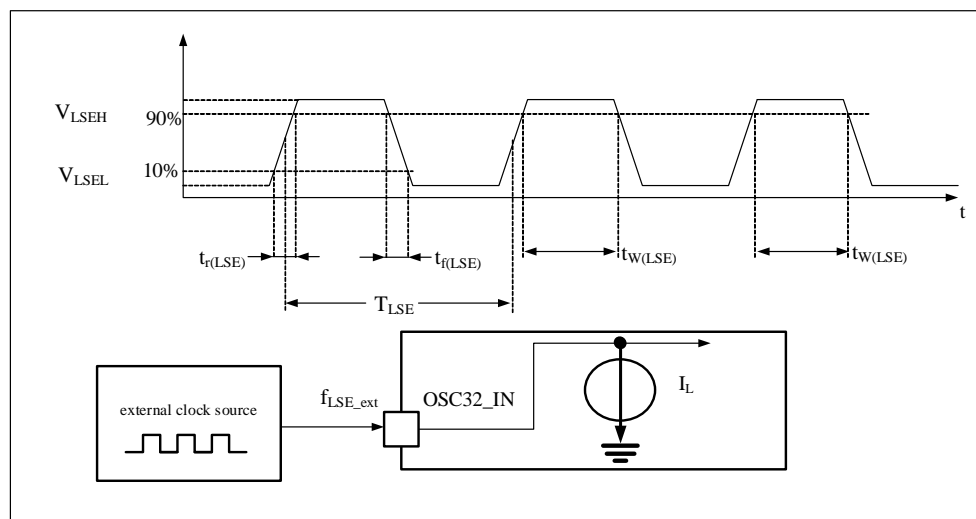 V_LSEH
90%
V_LSEL
10%
t
t_r(LSE)
t_f(LSE)
t_W(LSE)
t_W(LSE)
T_LSE
external clock source
f_LSE_ext
OSC32_IN
I_L